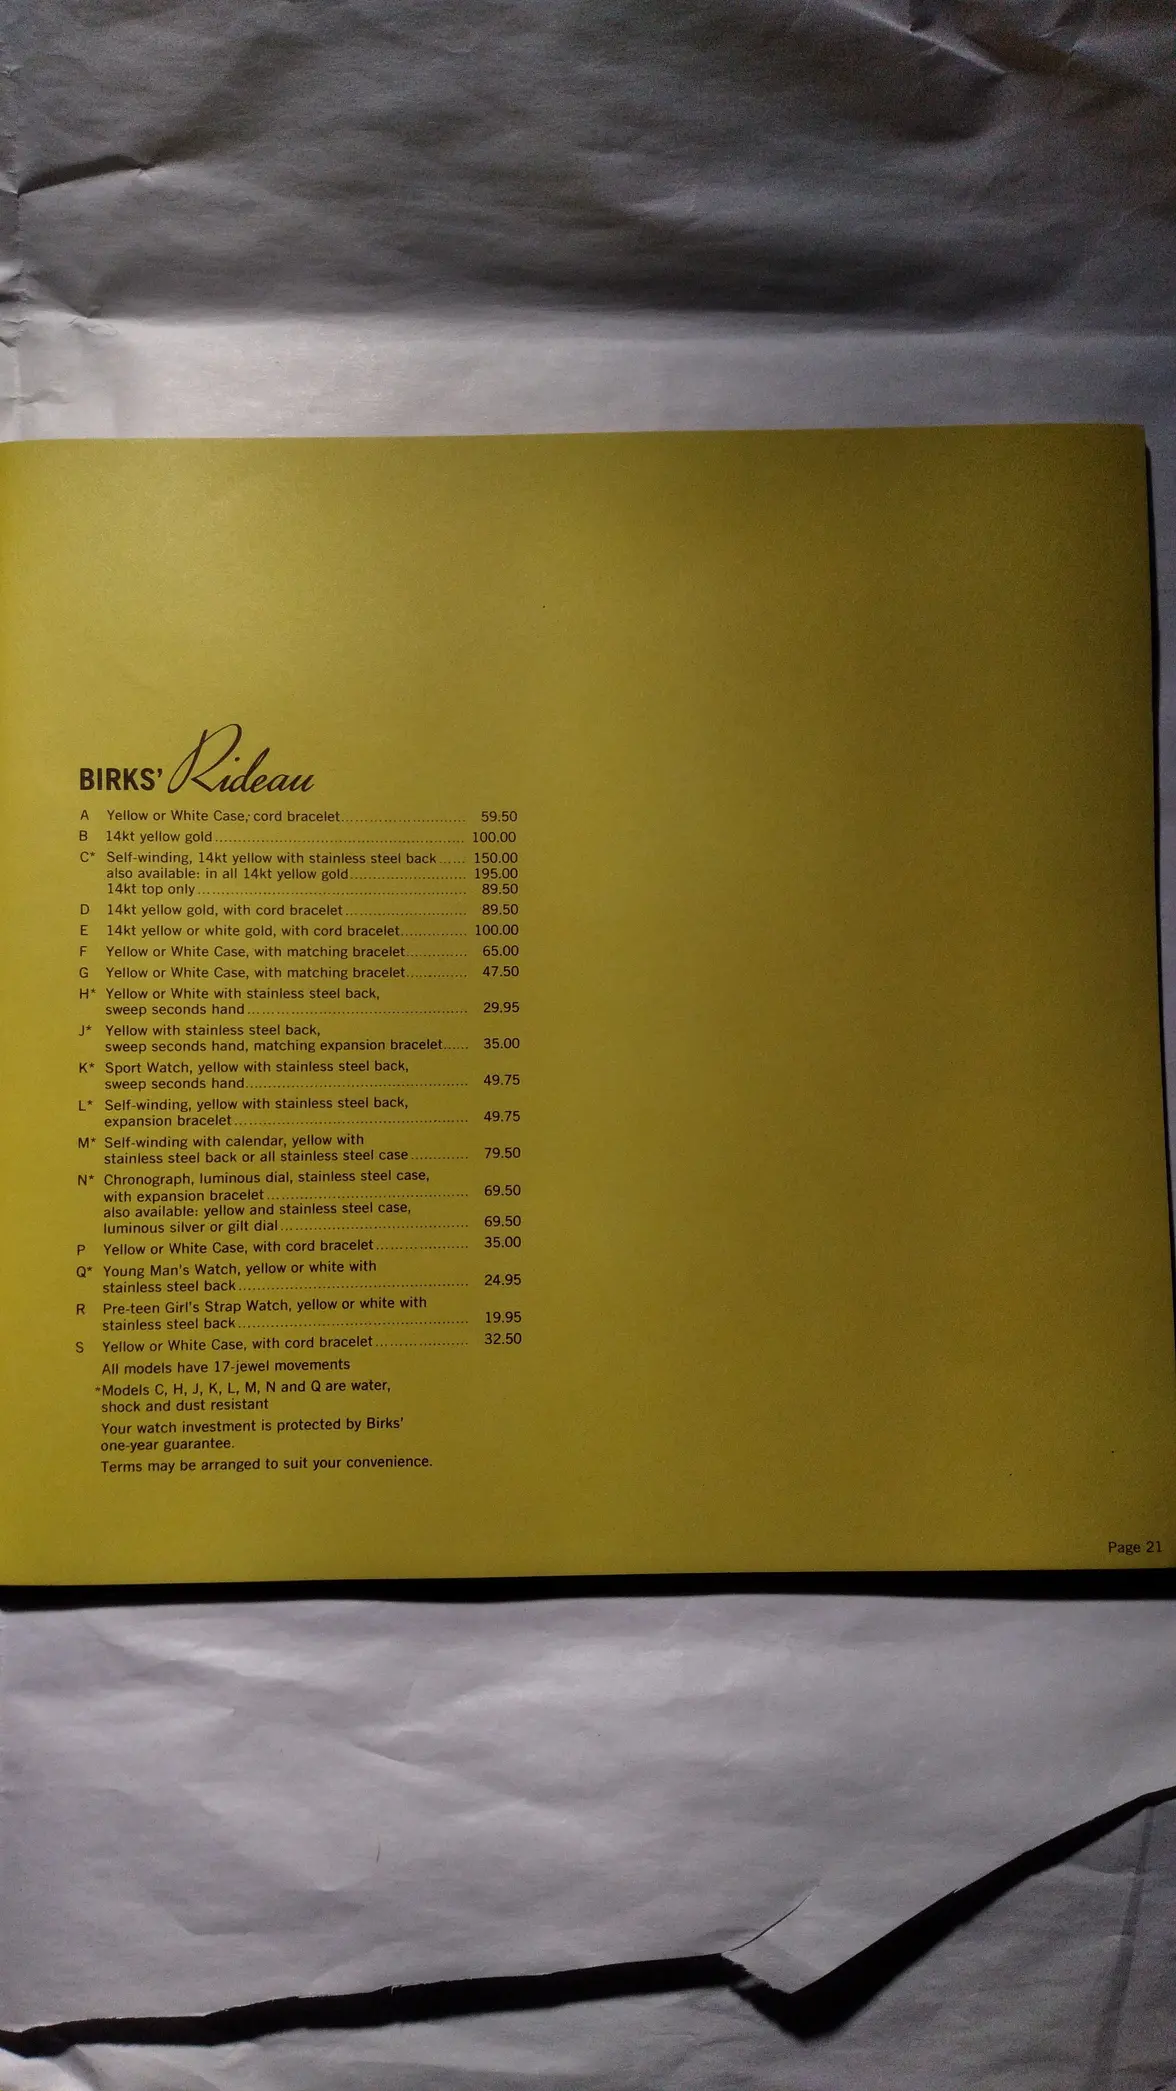 BIRKS' Rideau
A Yellow or White Case, cord bracelet 59.50
B 14kt yellow gold 100.00
C* Self-winding, 14kt yellow with stainless steel back 150.00
also available: in all 14kt yellow gold 195.00
14kt top only 89.50
D 14kt yellow gold, with cord bracelet 89.50
E 14kt yellow or white gold, with cord bracelet 100.00
F Yellow or White Case, with matching bracelet 65.00
G Yellow or White Case, with matching bracelet 47.50
H* Yellow or White with stainless steel back,
sweep seconds hand 29.95
J* Yellow with stainless steel back,
sweep seconds hand, matching expansion bracelet 35.00
K* Sport Watch, yellow with stainless steel back,
sweep seconds hand 49.75
L* Self-winding, yellow with stainless steel back,
expansion bracelet 49.75
M* Self-winding with calendar, yellow with
stainless steel back or all stainless steel case 79.50
N* Chronograph, luminous dial, stainless steel case,
with expansion bracelet 69.50
also available: yellow and stainless steel case,
luminous silver or gilt dial 69.50
P Yellow or White Case, with cord bracelet 35.00
Q* Young Man's Watch, yellow or white with
stainless steel back 24.95
R Pre-teen Girl's Strap Watch, yellow or white with
stainless steel back 19.95
S Yellow or White Case, with cord bracelet 32.50
All models have 17-jewel movements
*Models C, H, J, K, L, M, N and Q are water,
shock and dust resistant
Your watch investment is protected by Birks'
one-year guarantee.
Terms may be arranged to suit your convenience.
Page 21